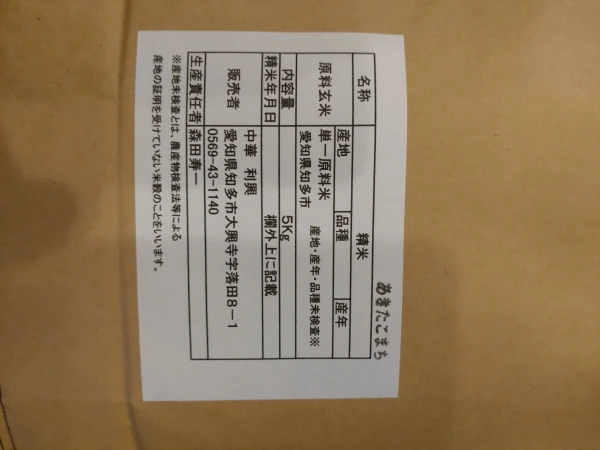 あきたこまち
名称 精米
産地 品種 産年
原料玄米 単一原料米
愛知県知多市 産地・産年・品種未検査※
内容量 5Kg
精米年月日 欄外上に記載
販売者 中華 利興
愛知県知多市大興寺字落田8-1
0569-43-1140
生産責任者 森田寿一
※産地未検査とは、農産物検査法等による
産地の証明を受けていない米穀のことをいいます。